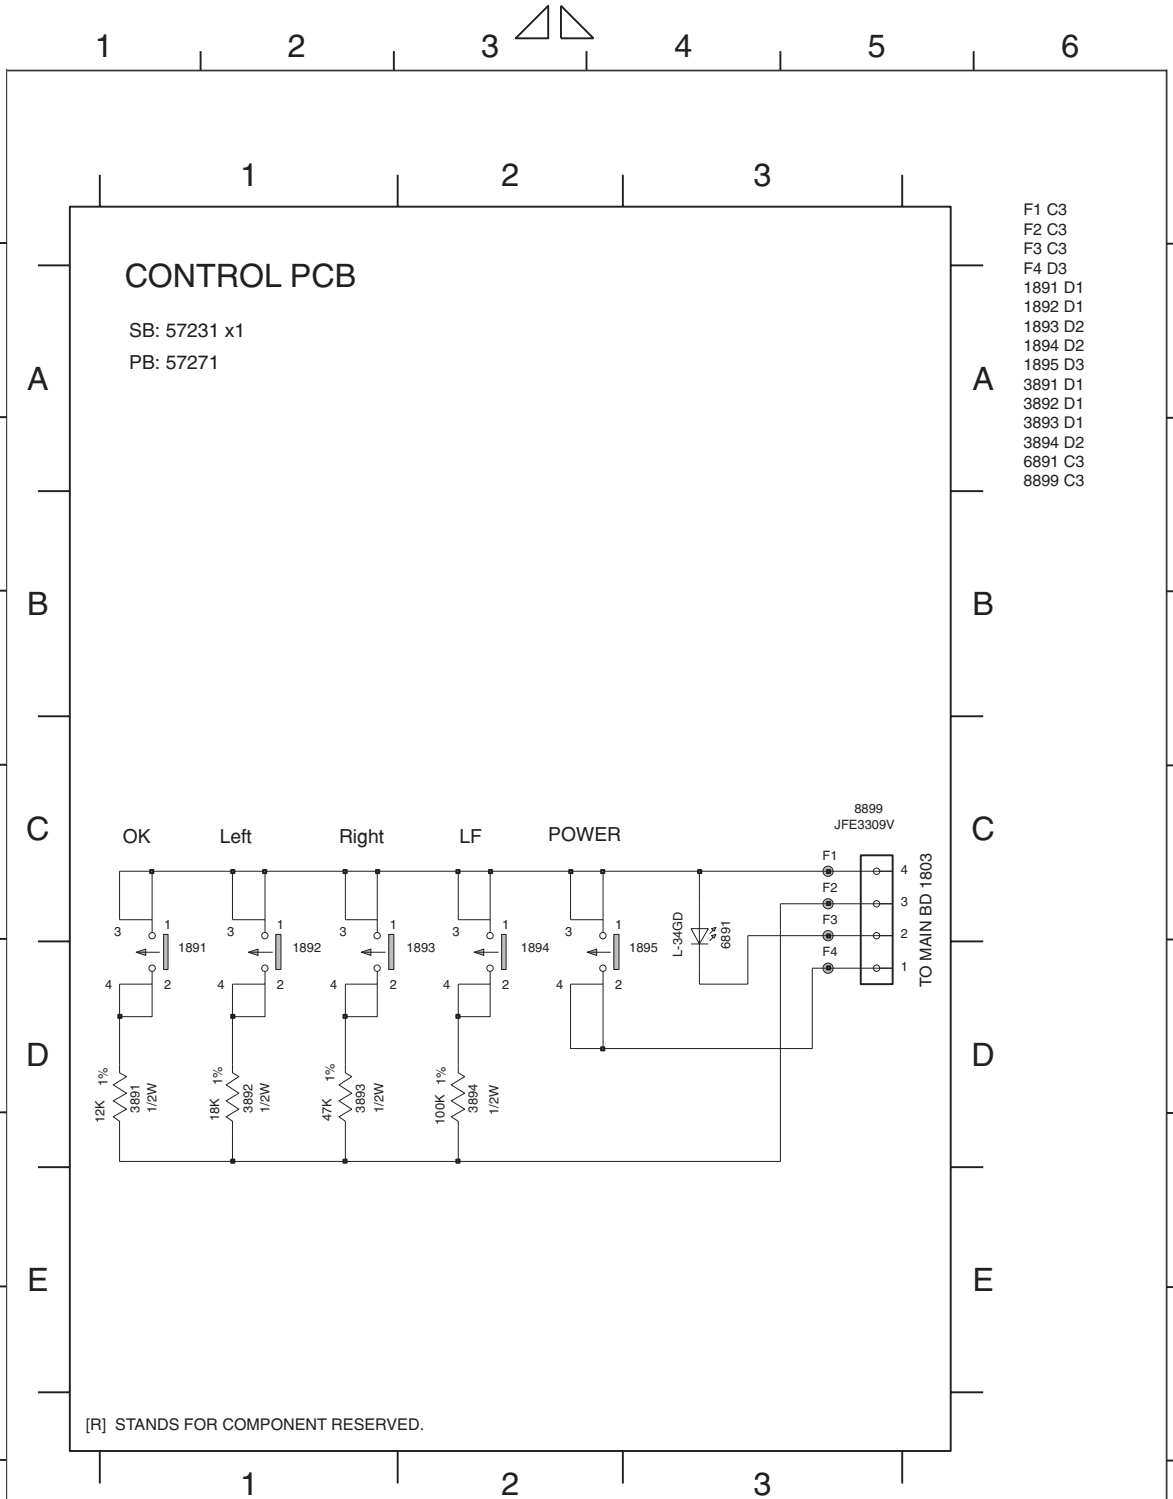 1 2 3 4 5 6
1 2 3
F1 C3
F2 C3
F3 C3
F4 D3
1891 D1
1892 D1
1893 D2
1894 D2
1895 D3
3891 D1
3892 D1
3893 D1
3894 D2
6891 C3
8899 C3
CONTROL PCB
SB: 57231 x1
PB: 57271
A A
B B
C C
8899
JFE3309V
OK Left Right LF POWER
F1 4
F2 3
F3 2
F4 1
TO MAIN BD 1803
3 1 3 1 3 1 3 1 3 1
1891 1892 1893 1894 1895
L-34GD 6891
4 2 4 2 4 2 4 2 4 2
D D
12K 1% 3891 1/2W
18K 1% 3892 1/2W
47K 1% 3893 1/2W
100K 1% 3894 1/2W
E E
[R] STANDS FOR COMPONENT RESERVED.
1 2 3